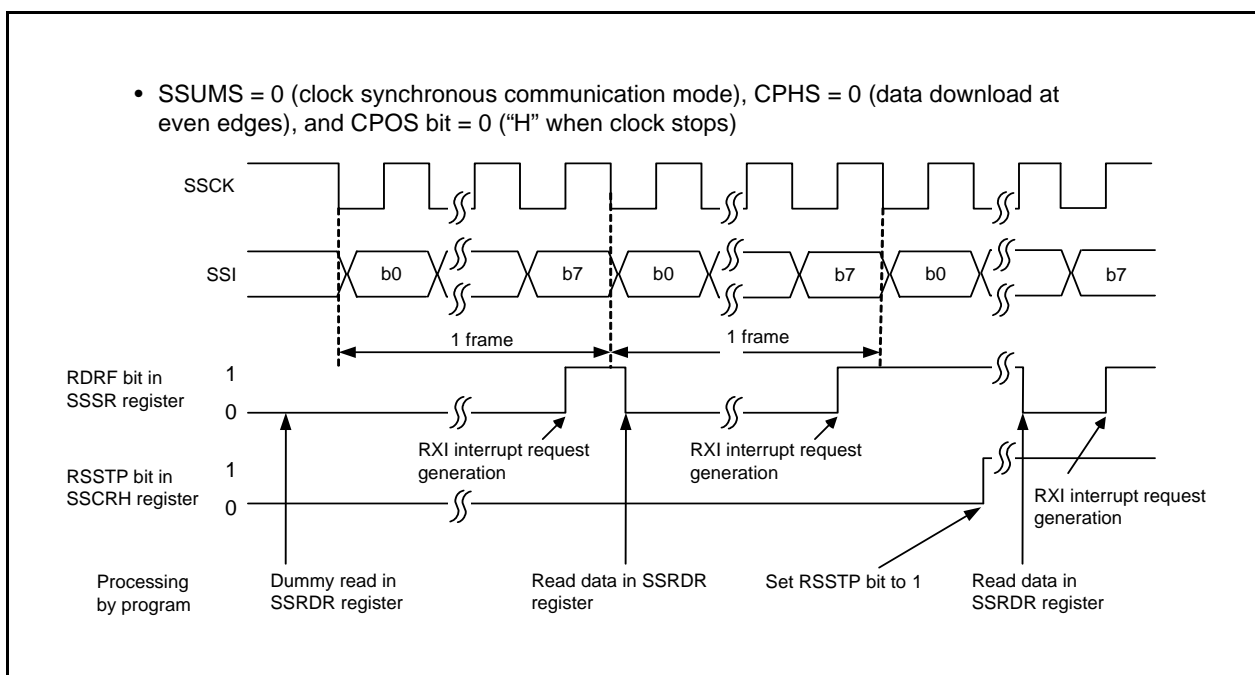 • SSUMS = 0 (clock synchronous communication mode), CPHS = 0 (data download at
even edges), and CPOS bit = 0 (“H” when clock stops)
SSCK
SSI
b0
b7
b0
b7
b0
b7
1 frame
1 frame
RDRF bit in
SSSR register
1
0
RXI interrupt request
generation
RXI interrupt request
generation
RSSTP bit in
SSCRH register
1
0
RXI interrupt request
generation
Processing
by program
Dummy read in
SSRDR register
Read data in SSRDR
register
Set RSSTP bit to 1
Read data in
SSRDR register